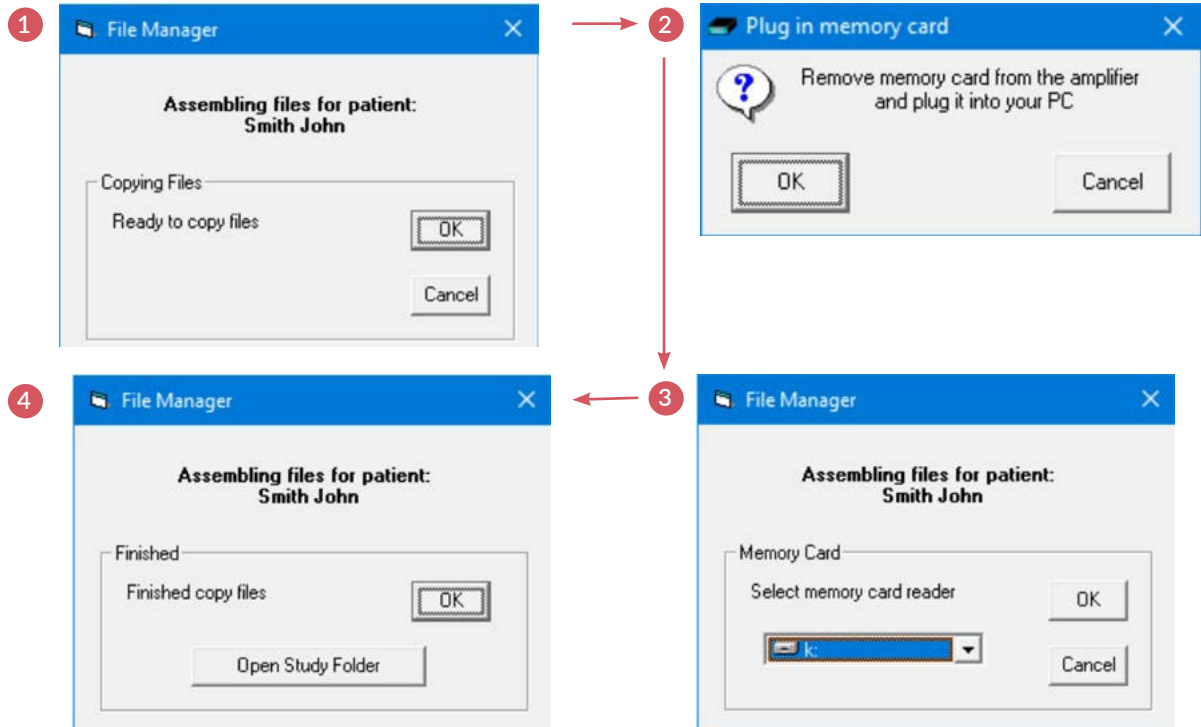 1
File Manager
Assembling files for patient:
Smith John
Copying Files
Ready to copy files
OK
Cancel
2
Plug in memory card
?
Remove memory card from the amplifier
and plug it into your PC
OK
Cancel
3
File Manager
Assembling files for patient:
Smith John
Memory Card
Select memory card reader
OK
k:
Cancel
4
File Manager
Assembling files for patient:
Smith John
Finished
Finished copy files
OK
Open Study Folder